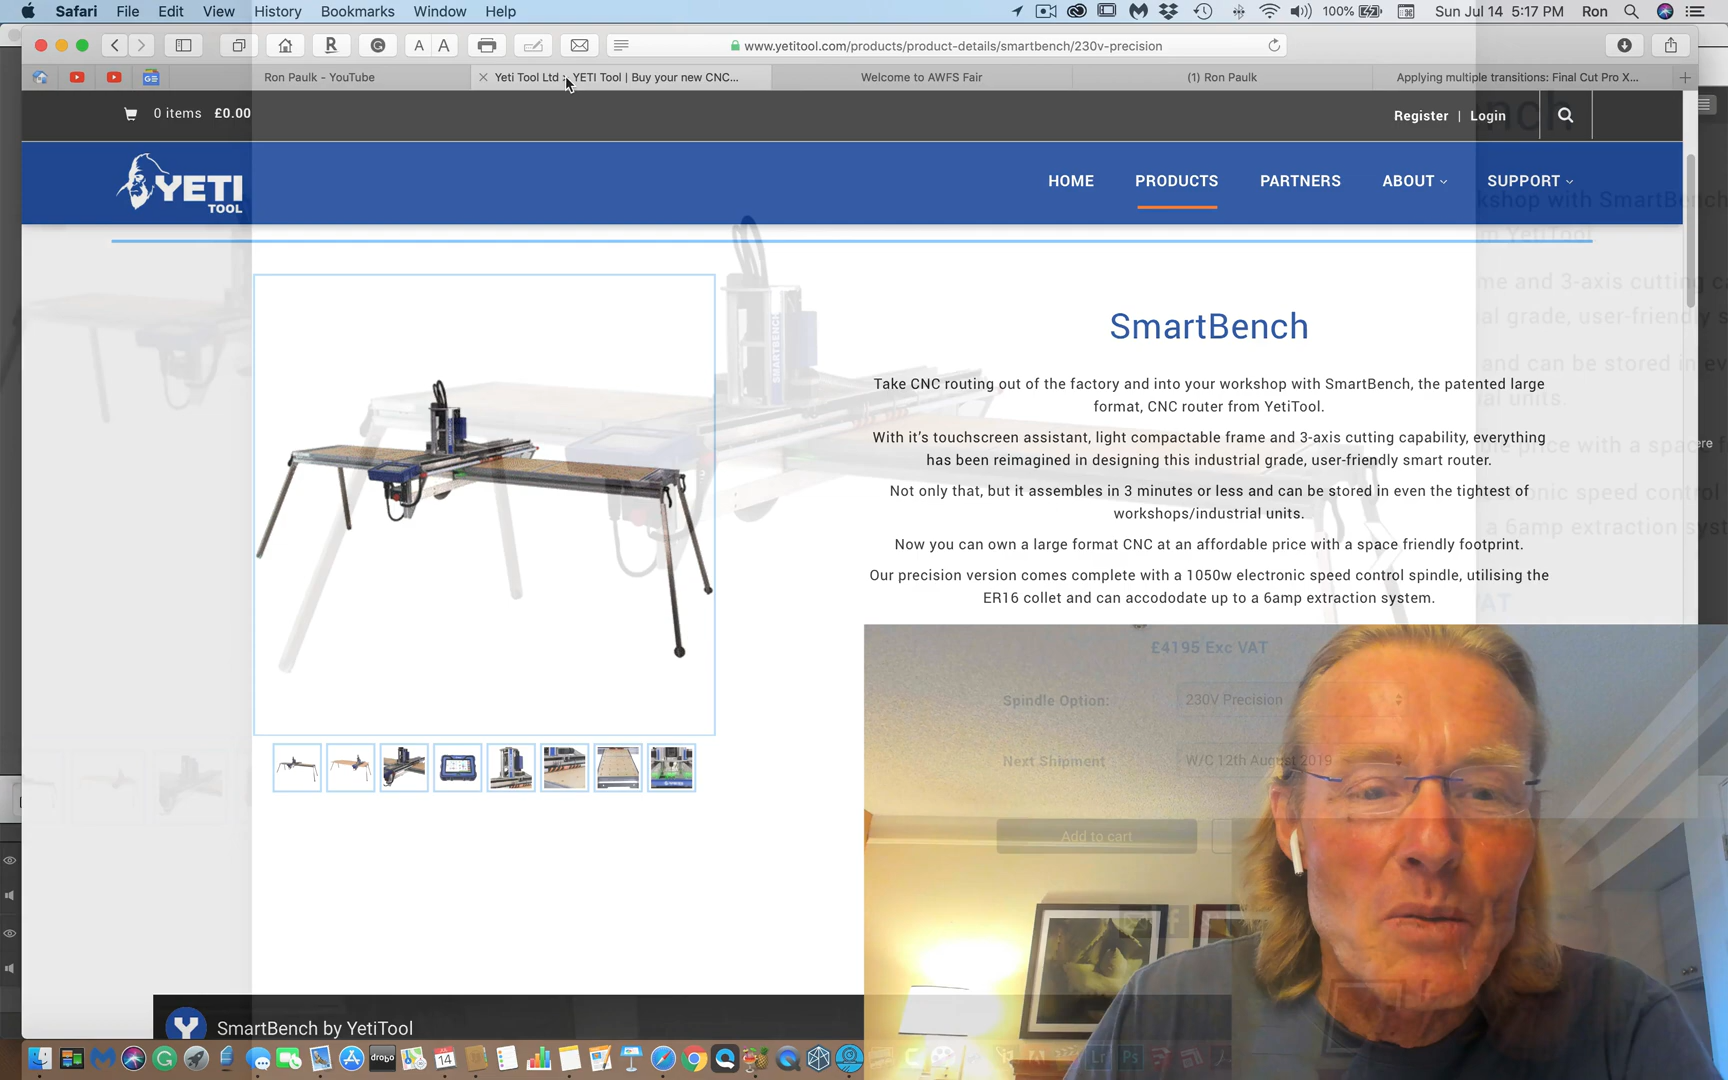 Safari File Edit View History Bookmarks Window Help
100% Sun Jul 14 5:17 PM Ron
A A
www.yetitool.com/products/product-details/smartbench/230v-precision
Ron Paulk - YouTube
Yeti Tool Ltd : YETI Tool | Buy your new CNC...
Welcome to AWFS Fair
(1) Ron Paulk
Applying multiple transitions: Final Cut Pro X...
0 items £0.00
Register | Login
YETI
TOOL
HOME PRODUCTS PARTNERS ABOUT SUPPORT
SmartBench
Take CNC routing out of the factory and into your workshop with SmartBench, the patented large
format, CNC router from YetiTool.
With it's touchscreen assistant, light compactable frame and 3-axis cutting capability, everything
has been reimagined in designing this industrial grade, user-friendly smart router.
Not only that, but it assembles in 3 minutes or less and can be stored in even the tightest of
workshops/industrial units.
Now you can own a large format CNC at an affordable price with a space friendly footprint.
Our precision version comes complete with a 1050w electronic speed control spindle, utilising the
ER16 collet and can accododate up to a 6amp extraction system.
£4195 Exc VAT
Spindle Option: 230V Precision
Next Shipment W/C 12th August 2019
Add to cart
SMARTBENCH
SmartBench by YetiTool
drobo
14
Lr
Ps